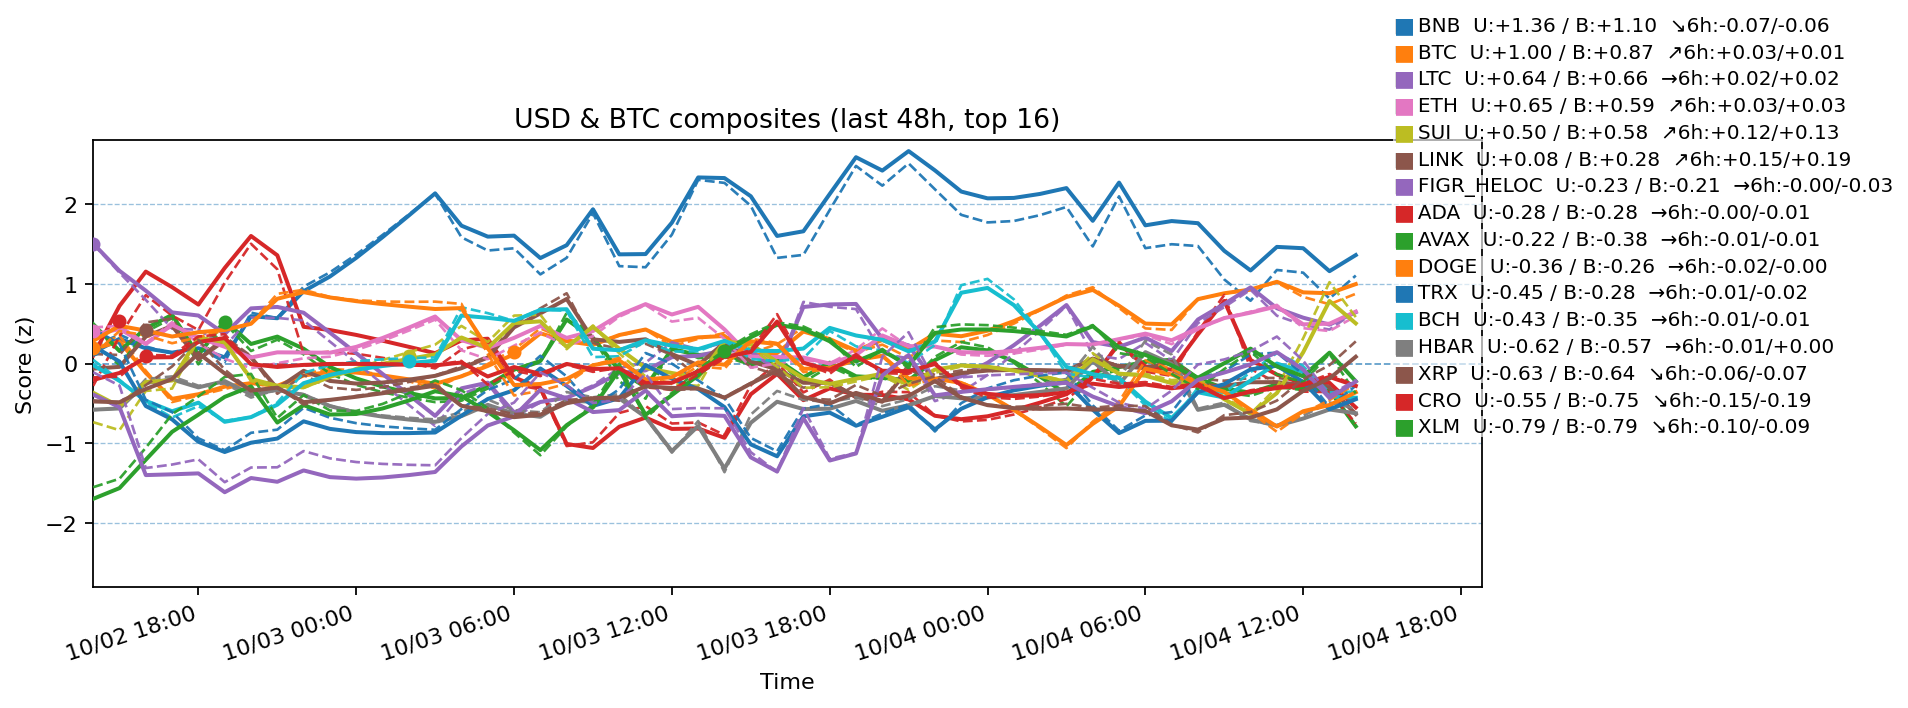 BNB  U:+1.36 / B:+1.10  ↘6h:-0.07/-0.06
BTC  U:+1.00 / B:+0.87  ↗6h:+0.03/+0.01
LTC  U:+0.64 / B:+0.66  →6h:+0.02/+0.02
ETH  U:+0.65 / B:+0.59  ↗6h:+0.03/+0.03
SUI  U:+0.50 / B:+0.58  ↗6h:+0.12/+0.13
LINK  U:+0.08 / B:+0.28  ↗6h:+0.15/+0.19
FIGR_HELOC  U:-0.23 / B:-0.21  →6h:-0.00/-0.03
ADA  U:-0.28 / B:-0.28  →6h:-0.00/-0.01
AVAX  U:-0.22 / B:-0.38  →6h:-0.01/-0.01
DOGE  U:-0.36 / B:-0.26  →6h:-0.02/-0.00
TRX  U:-0.45 / B:-0.28  →6h:-0.01/-0.02
BCH  U:-0.43 / B:-0.35  →6h:-0.01/-0.01
HBAR  U:-0.62 / B:-0.57  →6h:-0.01/+0.00
XRP  U:-0.63 / B:-0.64  ↘6h:-0.06/-0.07
CRO  U:-0.55 / B:-0.75  ↘6h:-0.15/-0.19
XLM  U:-0.79 / B:-0.79  ↘6h:-0.10/-0.09
USD & BTC composites (last 48h, top 16)
Score (z)
2
1
0
−1
−2
10/02 18:00
10/03 00:00
10/03 06:00
10/03 12:00
10/03 18:00
10/04 00:00
10/04 06:00
10/04 12:00
10/04 18:00
Time